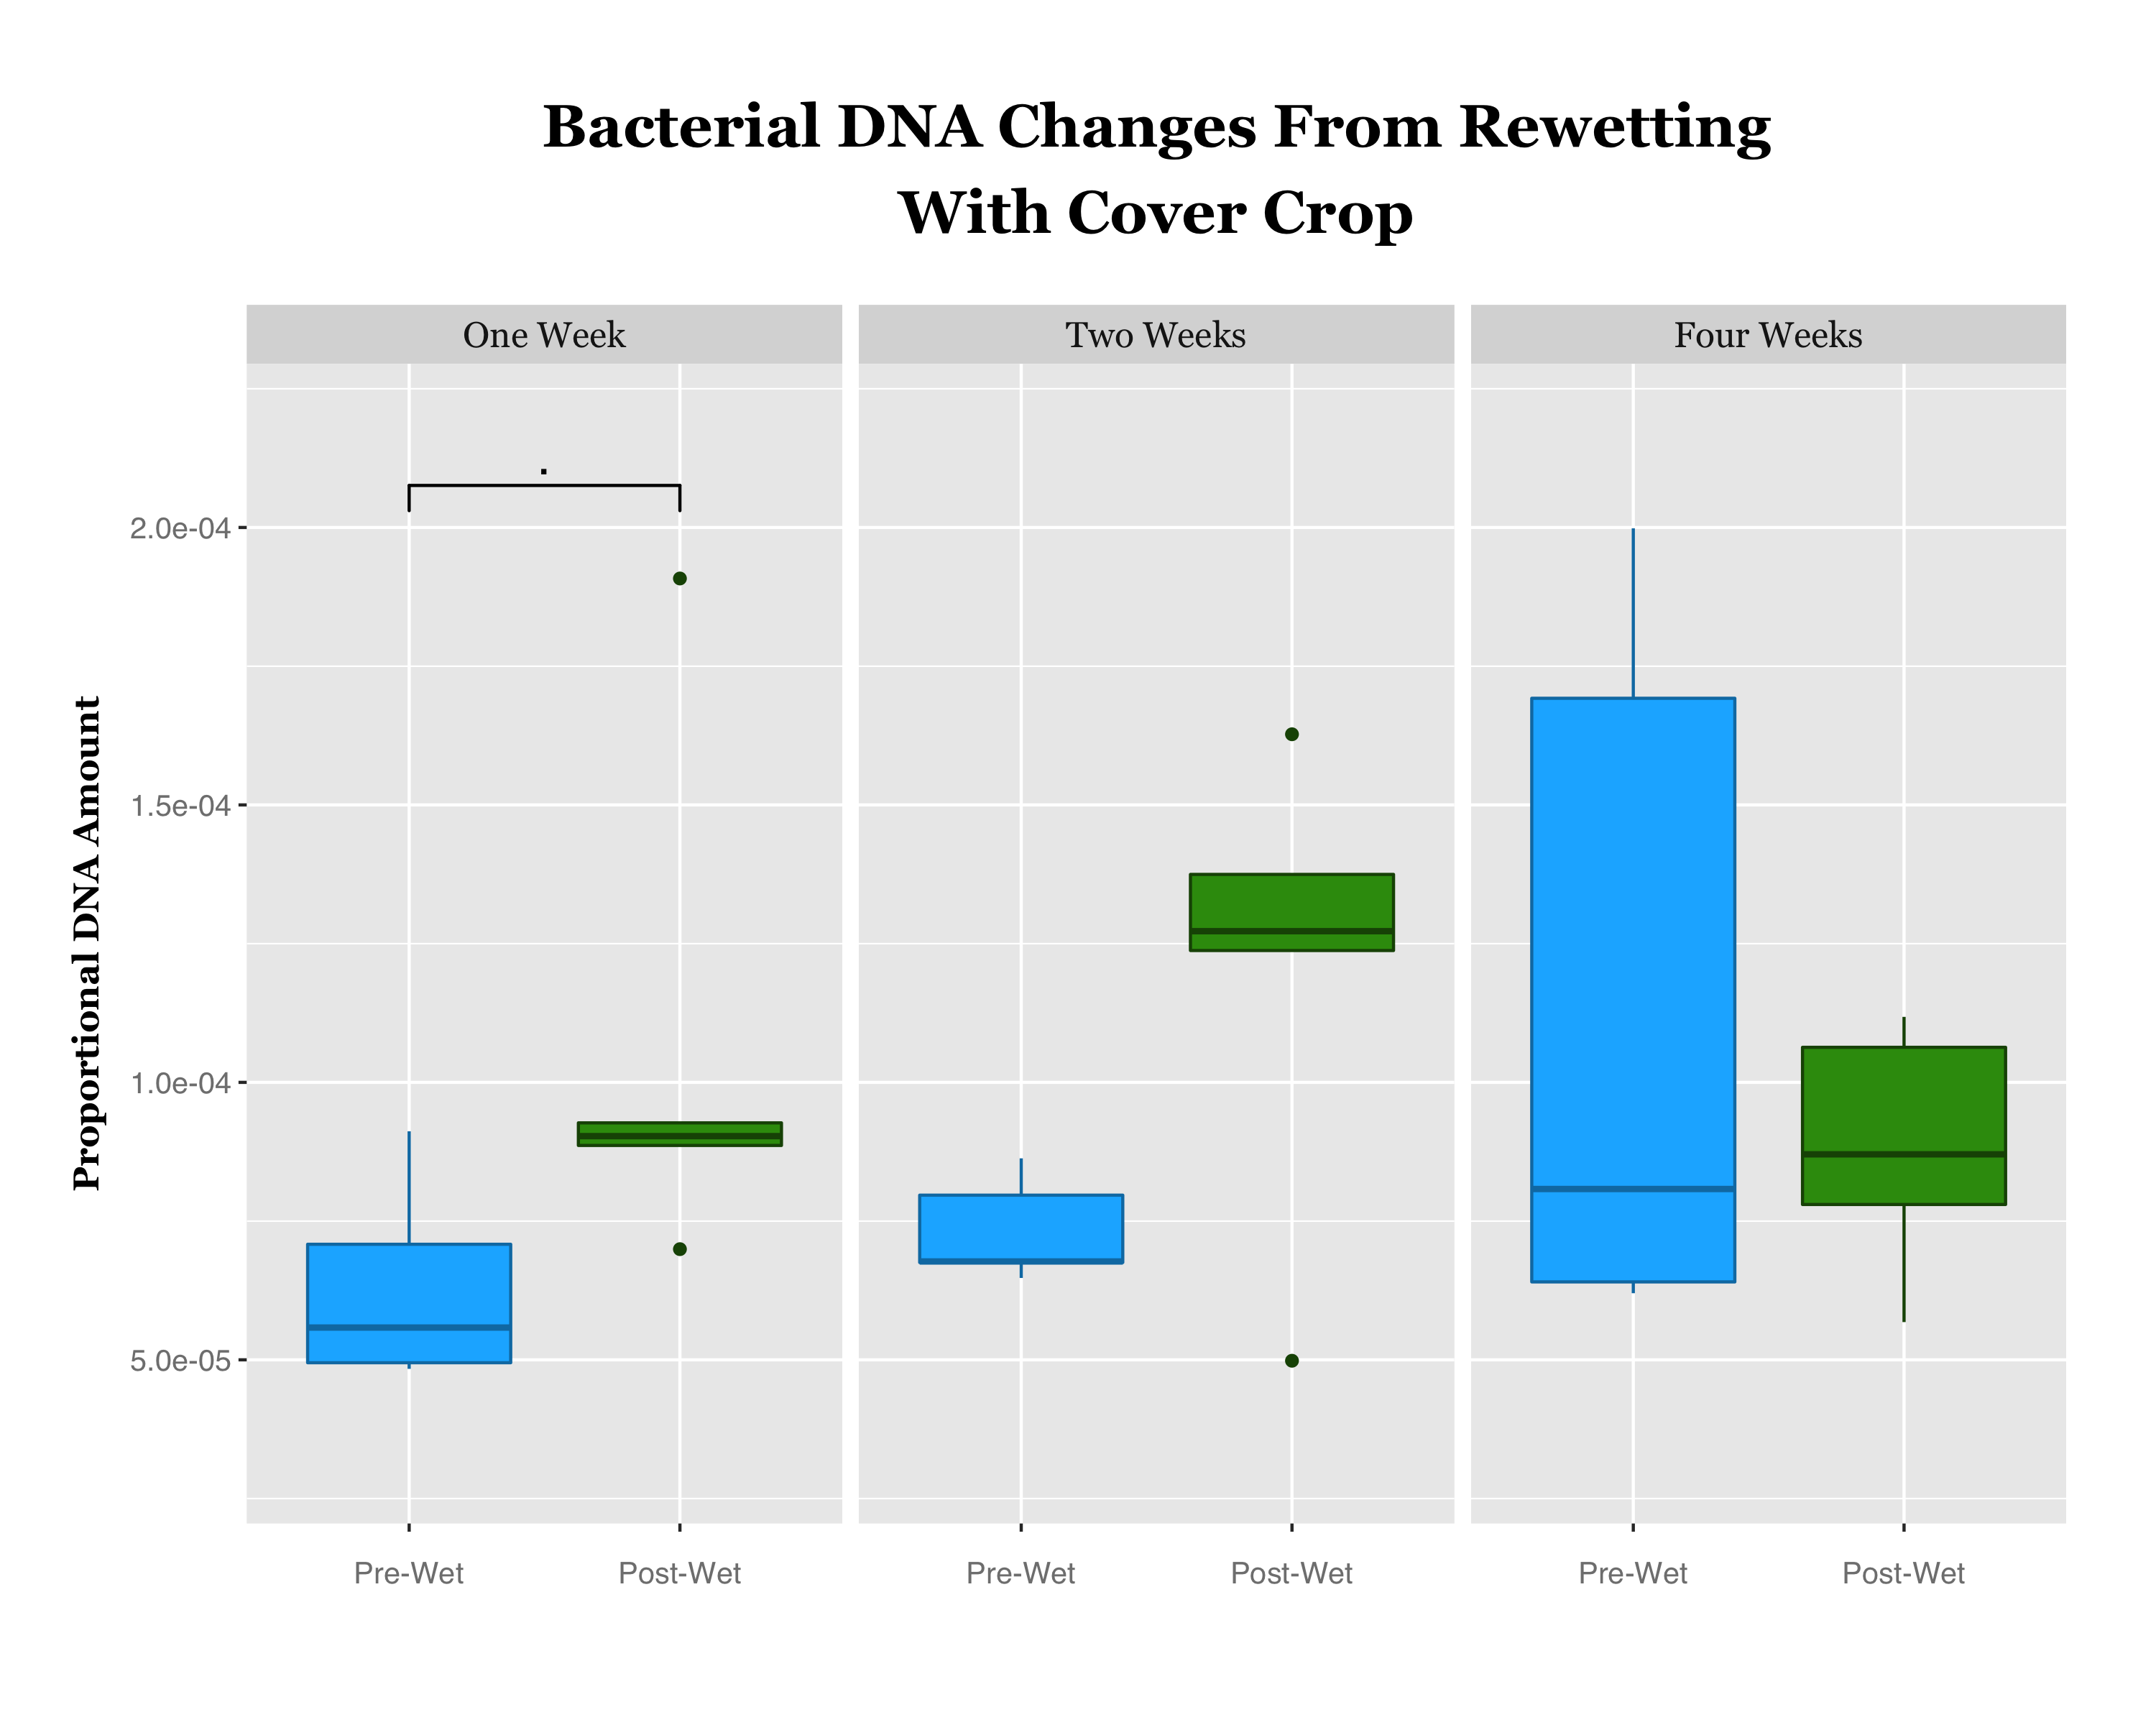 Bacterial DNA Changes From Rewetting
With Cover Crop
One Week
Two Weeks
Four Weeks
.
Proportional DNA Amount
2.0e-04
1.5e-04
1.0e-04
5.0e-05
Pre-Wet
Post-Wet
Pre-Wet
Post-Wet
Pre-Wet
Post-Wet